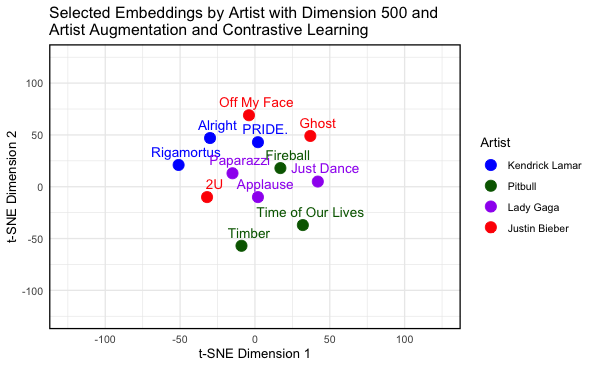 Selected Embeddings by Artist with Dimension 500 and
Artist Augmentation and Contrastive Learning
t-SNE Dimension 2
100
50
0
-50
-100
Off My Face
Ghost
Alright
PRIDE.
Rigamortus
Paparazzi
Fireball
Just Dance
2U
Applause
Time of Our Lives
Timber
-100
-50
0
50
100
t-SNE Dimension 1
Artist
Kendrick Lamar
Pitbull
Lady Gaga
Justin Bieber